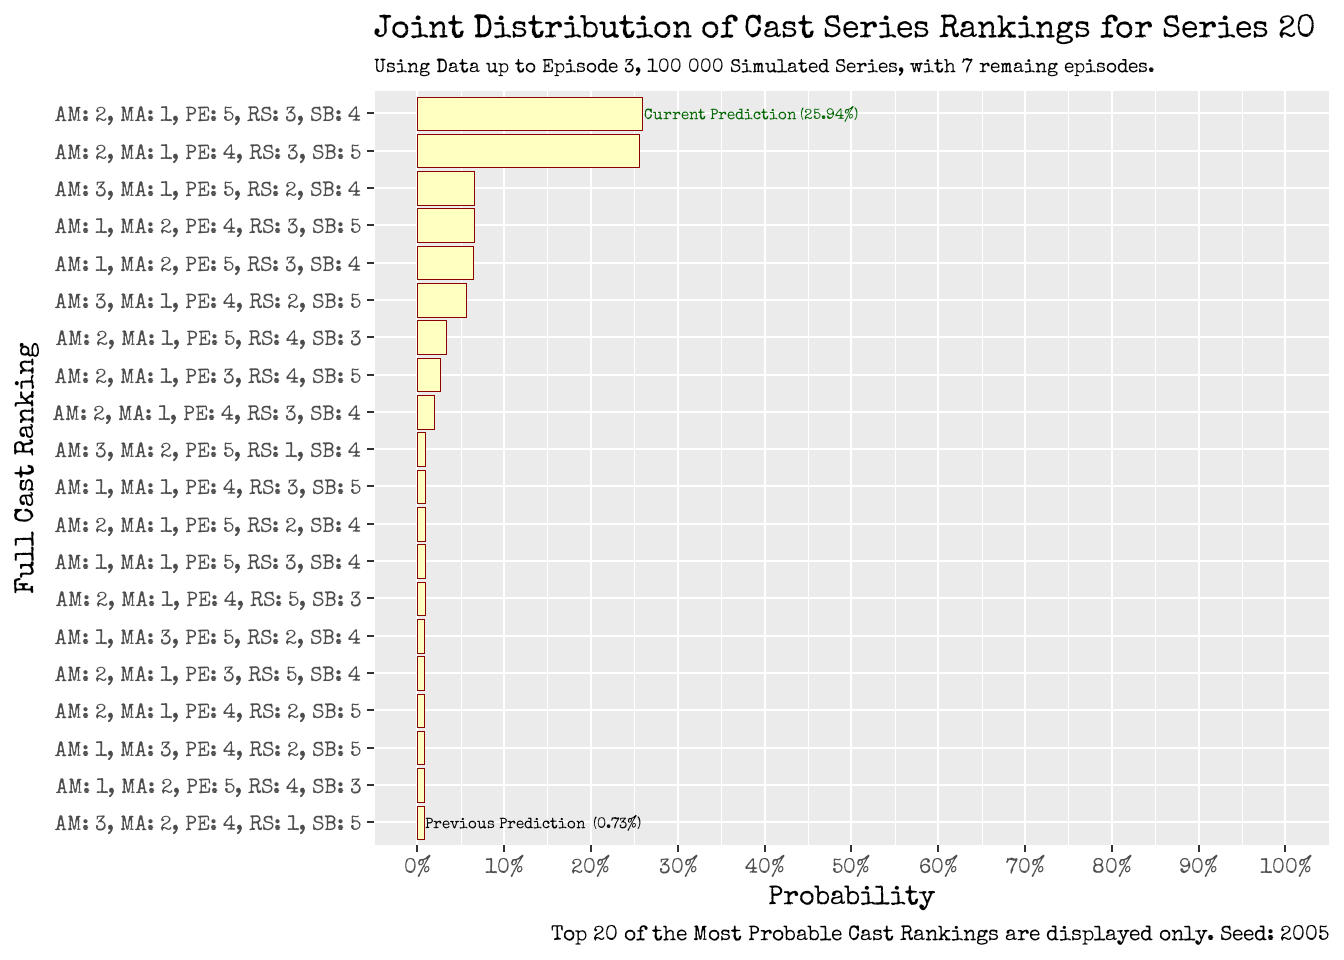 Joint Distribution of Cast Series Rankings for Series 20
Using Data up to Episode 3, 100 000 Simulated Series, with 7 remaing episodes.
Full Cast Ranking
AM: 2, MA: 1, PE: 5, RS: 3, SB: 4
Current Prediction (25.94%)
AM: 2, MA: 1, PE: 4, RS: 3, SB: 5
AM: 3, MA: 1, PE: 5, RS: 2, SB: 4
AM: 1, MA: 2, PE: 4, RS: 3, SB: 5
AM: 1, MA: 2, PE: 5, RS: 3, SB: 4
AM: 3, MA: 1, PE: 4, RS: 2, SB: 5
AM: 2, MA: 1, PE: 5, RS: 4, SB: 3
AM: 2, MA: 1, PE: 3, RS: 4, SB: 5
AM: 2, MA: 1, PE: 4, RS: 3, SB: 4
AM: 3, MA: 2, PE: 5, RS: 1, SB: 4
AM: 1, MA: 1, PE: 4, RS: 3, SB: 5
AM: 2, MA: 1, PE: 5, RS: 2, SB: 4
AM: 1, MA: 1, PE: 5, RS: 3, SB: 4
AM: 2, MA: 1, PE: 4, RS: 5, SB: 3
AM: 1, MA: 3, PE: 5, RS: 2, SB: 4
AM: 2, MA: 1, PE: 3, RS: 5, SB: 4
AM: 2, MA: 1, PE: 4, RS: 2, SB: 5
AM: 1, MA: 3, PE: 4, RS: 2, SB: 5
AM: 1, MA: 2, PE: 5, RS: 4, SB: 3
AM: 3, MA: 2, PE: 4, RS: 1, SB: 5
Previous Prediction (0.73%)
0% 10% 20% 30% 40% 50% 60% 70% 80% 90% 100%
Probability
Top 20 of the Most Probable Cast Rankings are displayed only. Seed: 2005